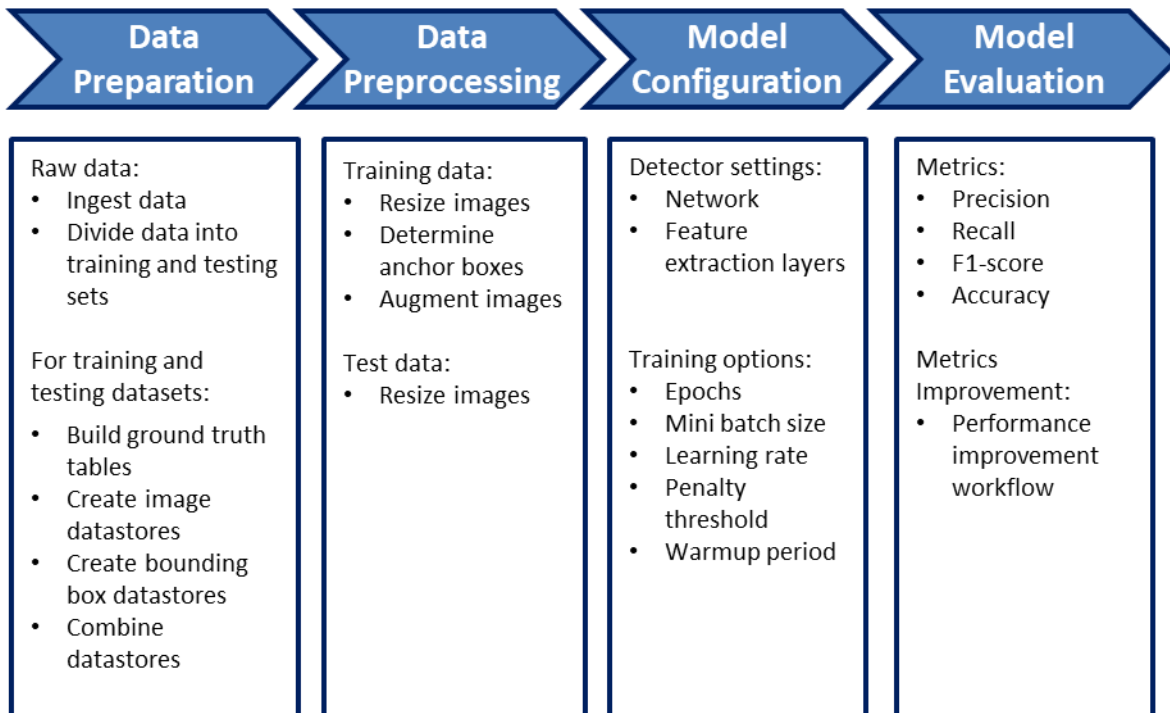 Data
Preparation
Data
Preprocessing
Model
Configuration
Model
Evaluation
Raw data:
• Ingest data
• Divide data into
training and testing
sets
For training and
testing datasets:
• Build ground truth
tables
• Create image
datastores
• Create bounding
box datastores
• Combine
datastores
Training data:
• Resize images
• Determine
anchor boxes
• Augment images
Test data:
• Resize images
Detector settings:
• Network
• Feature
extraction layers
Training options:
• Epochs
• Mini batch size
• Learning rate
• Penalty
threshold
• Warmup period
Metrics:
• Precision
• Recall
• F1-score
• Accuracy
Metrics
Improvement:
• Performance
improvement
workflow